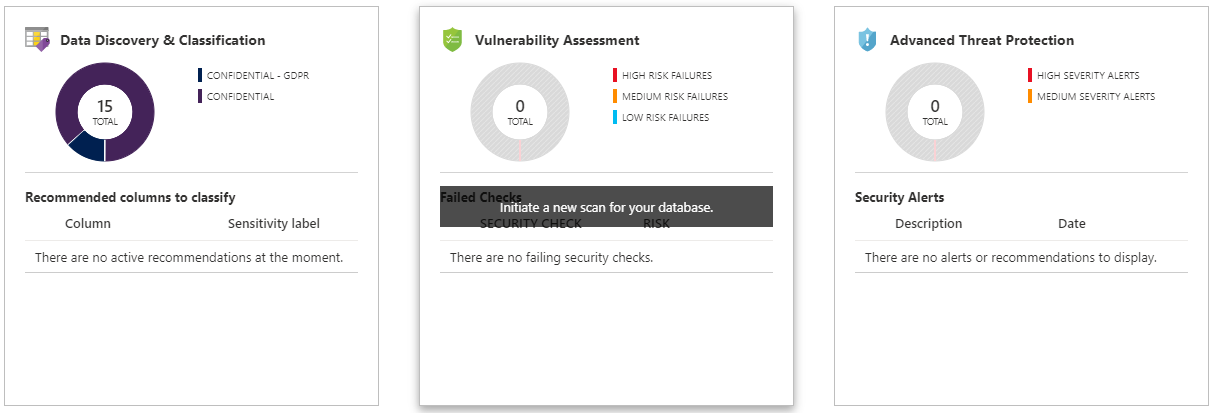 Data Discovery & Classification
15
TOTAL
CONFIDENTIAL - GDPR
CONFIDENTIAL
Recommended columns to classify
Column Sensitivity label
There are no active recommendations at the moment.
Vulnerability Assessment
0
TOTAL
HIGH RISK FAILURES
MEDIUM RISK FAILURES
LOW RISK FAILURES
Failed Checks
Initiate a new scan for your database.
SECURITY CHECK RISK
There are no failing security checks.
Advanced Threat Protection
0
TOTAL
HIGH SEVERITY ALERTS
MEDIUM SEVERITY ALERTS
Security Alerts
Description Date
There are no alerts or recommendations to display.